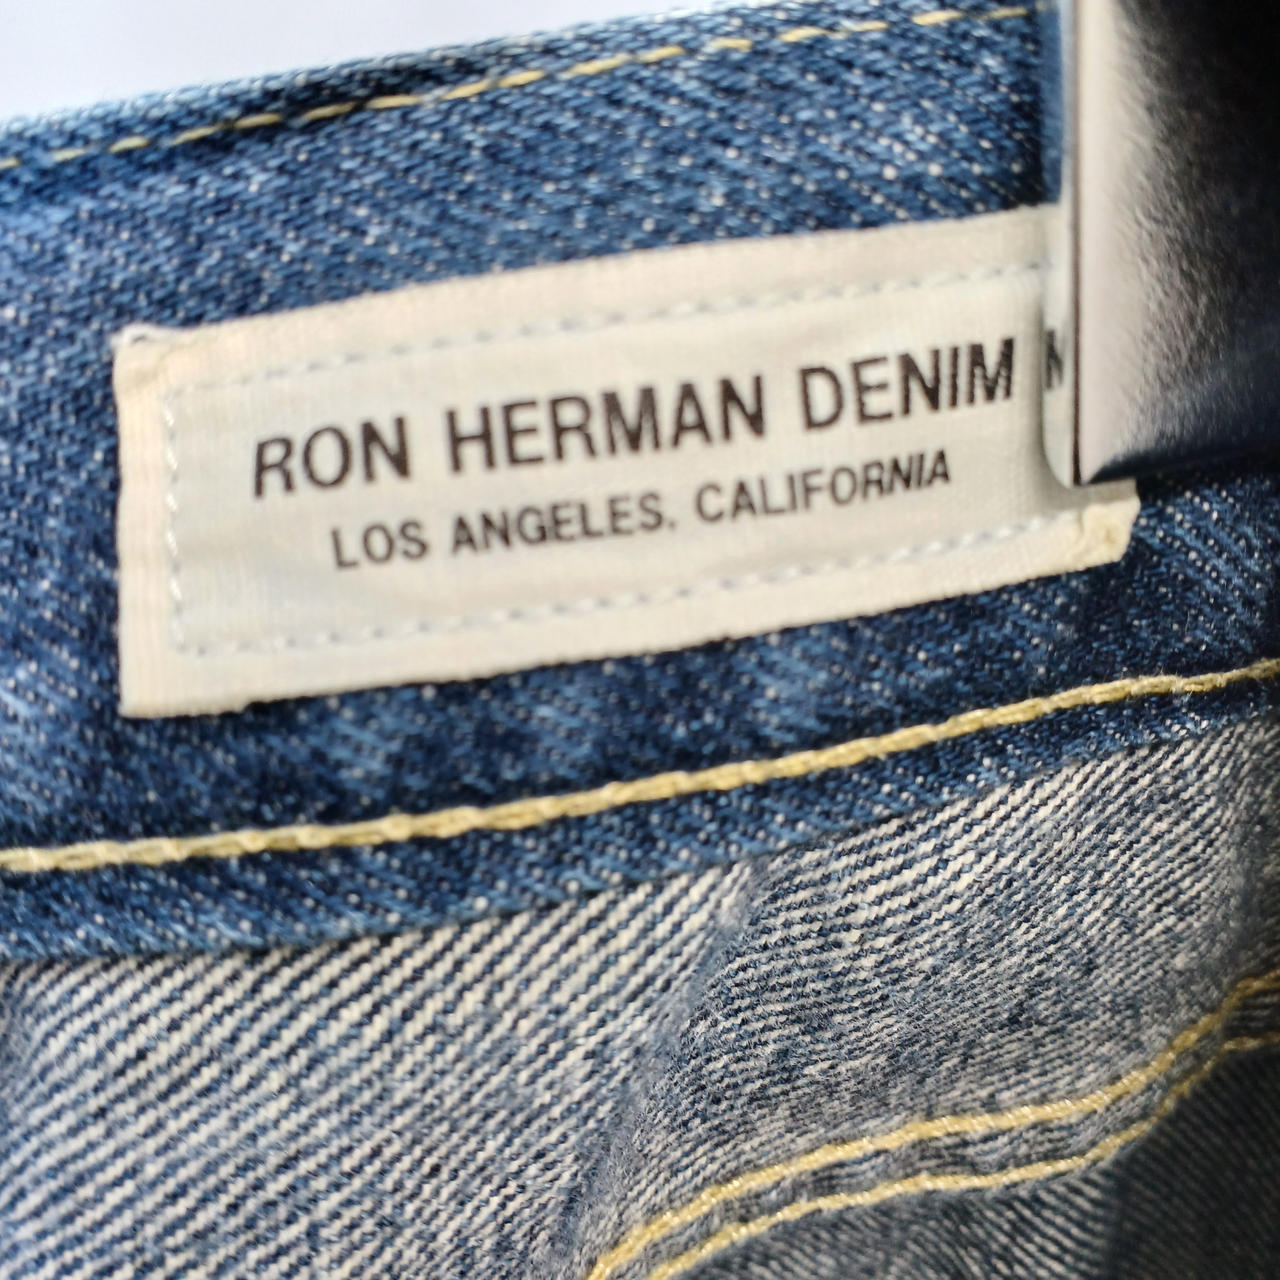 RON HERMAN DENIM
LOS ANGELES, CALIFORNIA